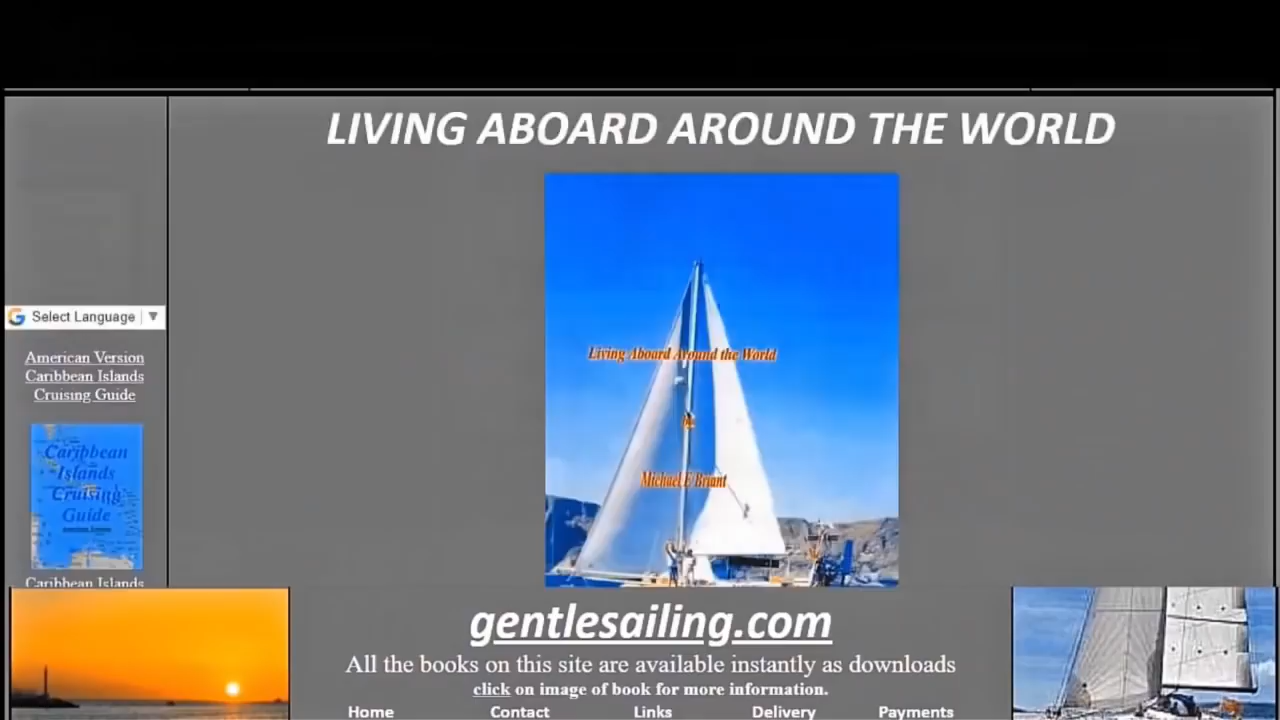 LIVING ABOARD AROUND THE WORLD
Select Language
American Version
Caribbean Islands
Cruising Guide
Caribbean
Islands
Cruising
Guide
Caribbean Islands
Living Aboard Around the World
by
Michael E Briant
gentlesailing.com
All the books on this site are available instantly as downloads
click on image of book for more information.
Home Contact Links Delivery Payments